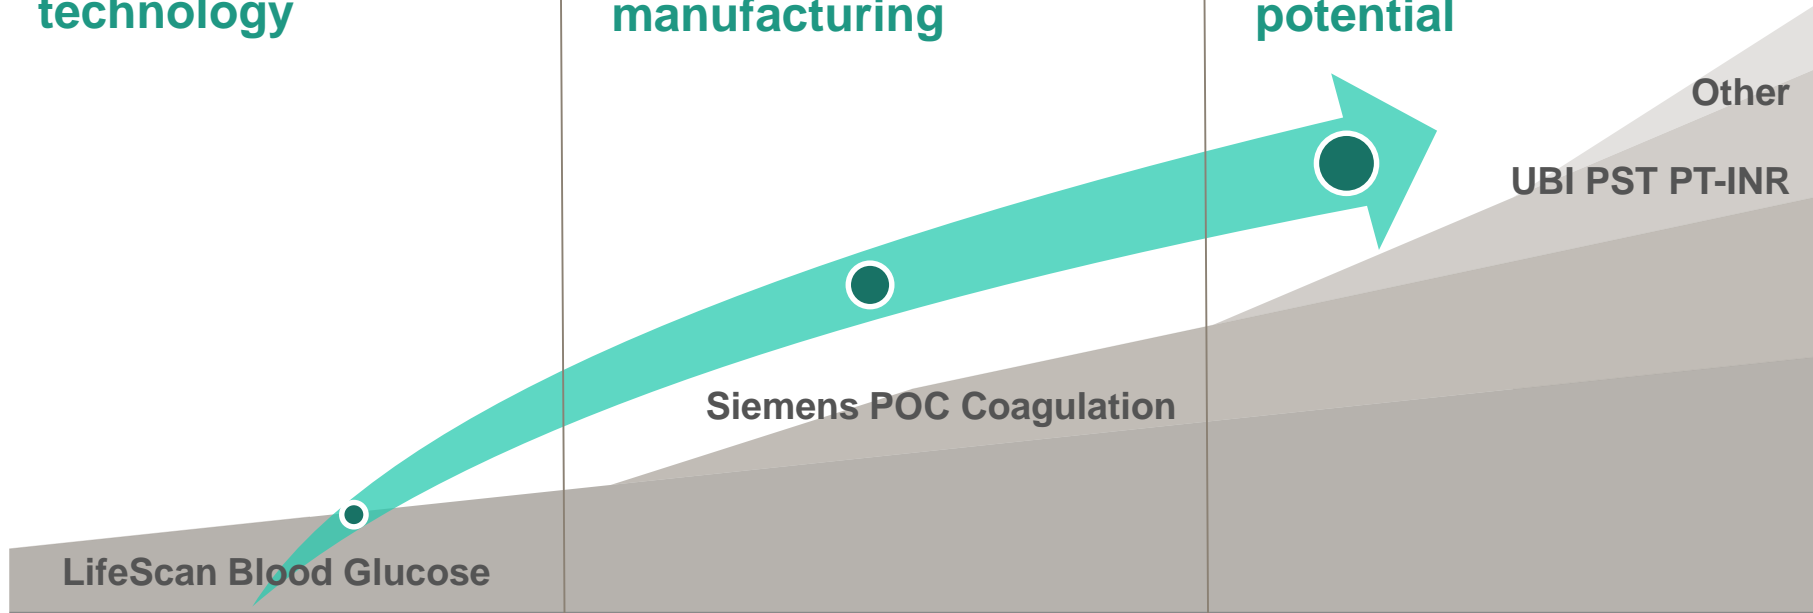 technology
manufacturing
potential
Other
UBI PST PT-INR
Siemens POC Coagulation
LifeScan Blood Glucose